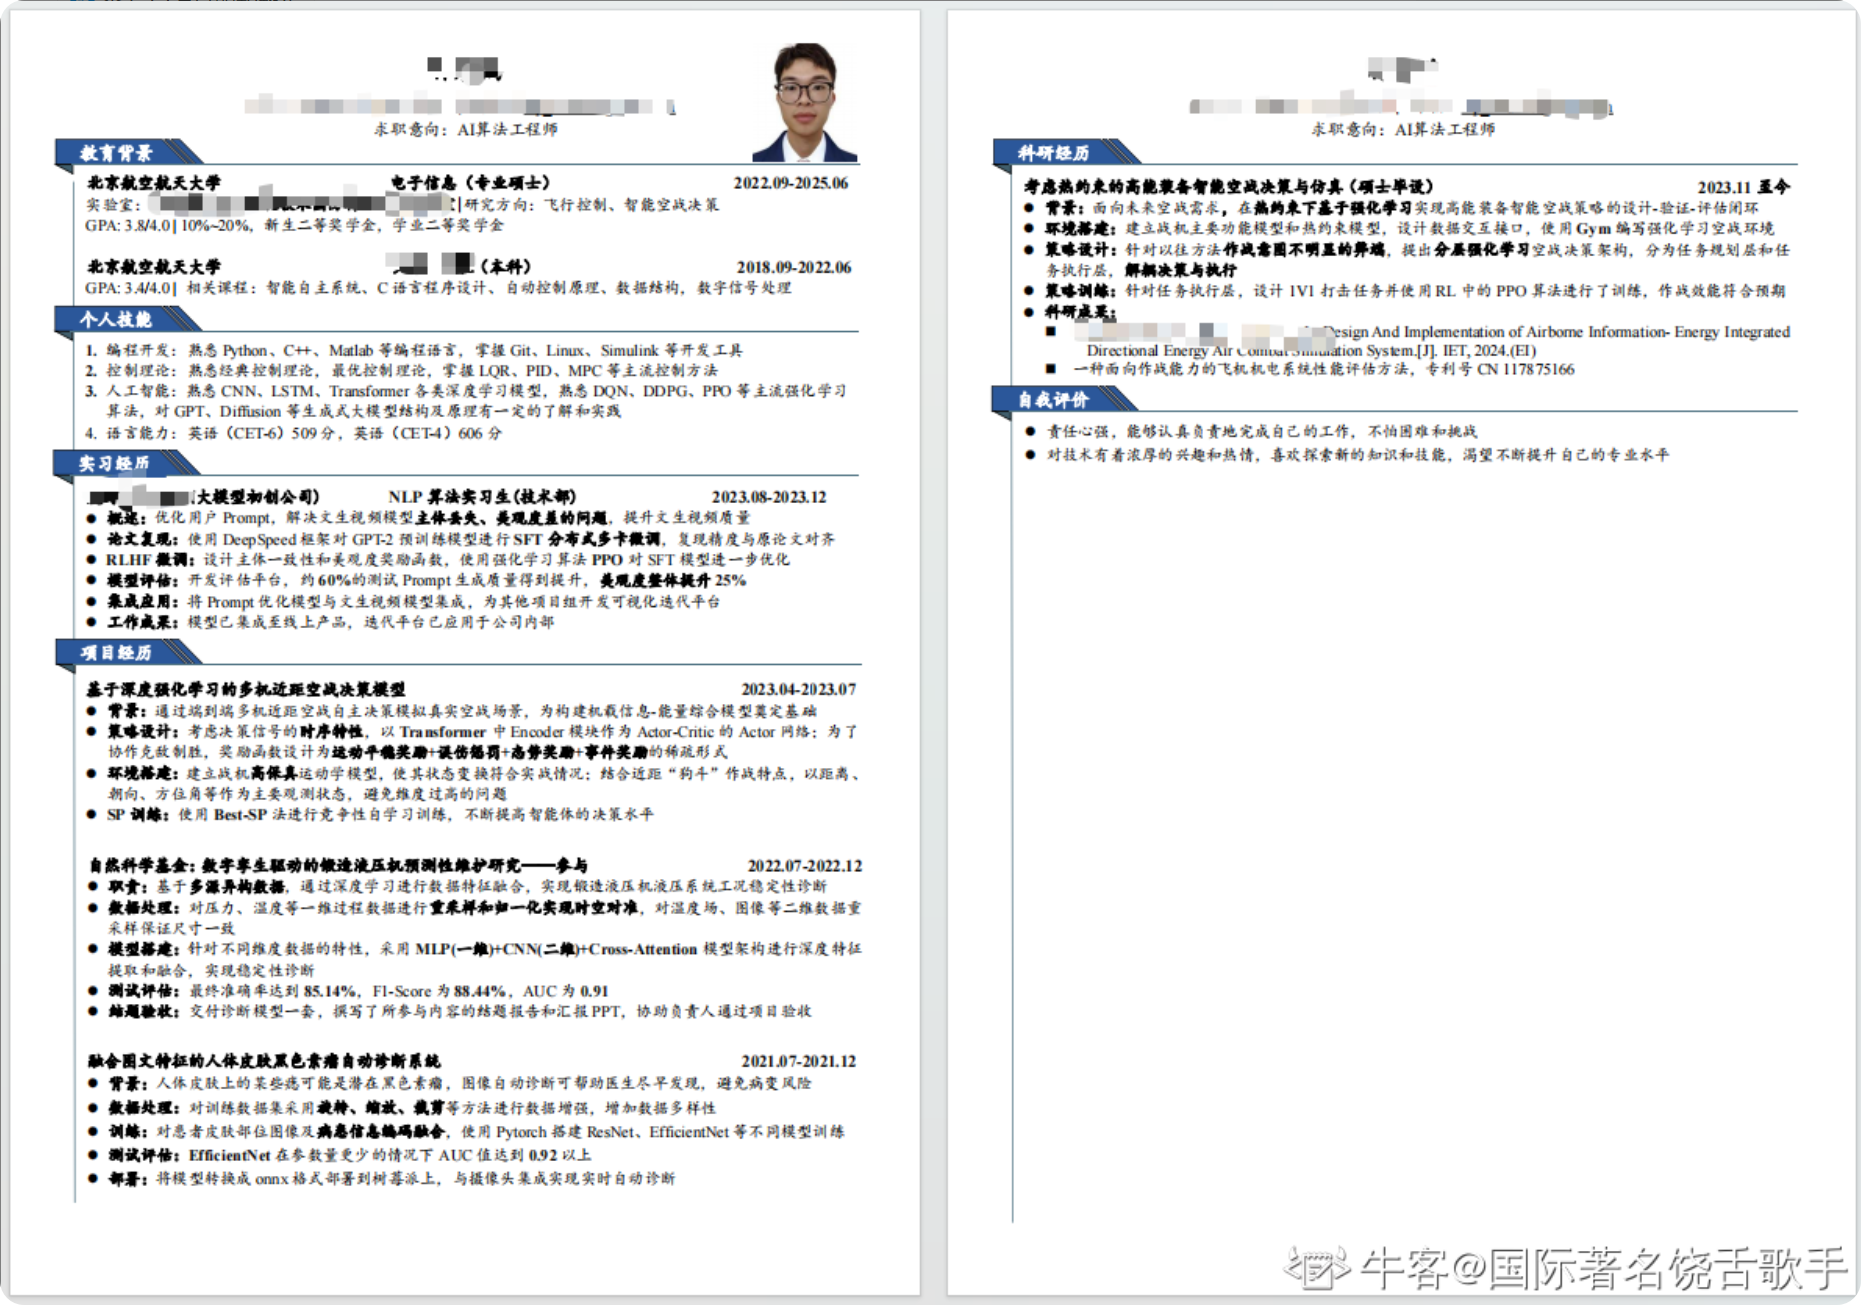 求职意向：AI算法工程师
教育背景
北京航空航天大学 电子信息（专业硕士） 2022.09-2025.06
实验室： |研究方向：飞行控制、智能空战决策
GPA: 3.8/4.0| 10%~20%，新生二等奖学金，学业二等奖学金
北京航空航天大学 （本科） 2018.09-2022.06
GPA: 3.4/4.0| 相关课程：智能自主系统、C 语言程序设计、自动控制原理、数据结构，数字信号处理
个人技能
1. 编程开发：熟悉 Python、C++、Matlab 等编程语言，掌握 Git、Linux、Simulink 等开发工具
2. 控制理论：熟悉经典控制理论，最优控制理论，掌握 LQR、PID、MPC 等主流控制方法
3. 人工智能：熟悉 CNN、LSTM、Transformer 各类深度学习模型，熟悉 DQN、DDPG、PPO 等主流强化学习
算法，对 GPT、Diffusion 等生成式大模型结构及原理有一定的了解和实践
4. 语言能力：英语（CET-6）509 分，英语（CET-4）606 分
实习经历
大模型初创公司） NLP 算法实习生(技术部) 2023.08-2023.12
● 概述：优化用户 Prompt，解决文生视频模型主体丢失、美观度差的问题，提升文生视频质量
● 论文复现：使用 DeepSpeed 框架对 GPT-2 预训练模型进行 SFT 分布式多卡微调，复现精度与原论文对齐
● RLHF 微调：设计主体一致性和美观度奖励函数，使用强化学习算法 PPO 对 SFT 模型进一步优化
● 模型评估：开发评估平台，约 60%的测试 Prompt 生成质量得到提升，美观度整体提升 25%
● 集成应用：将 Prompt 优化模型与文生视频模型集成，为其他项目组开发可视化迭代平台
● 工作成果：模型已集成至线上产品，迭代平台已应用于公司内部
项目经历
基于深度强化学习的多机近距空战决策模型 2023.04-2023.07
● 背景：通过端到端多机近距空战自主决策模拟真实空战场景，为构建机载信息-能量综合模型奠定基础
● 策略设计：考虑决策信号的时序特性，以 Transformer 中 Encoder 模块作为 Actor-Critic 的 Actor 网络；为了
协作克敌制胜，奖励函数设计为运动平稳奖励+误伤惩罚+态势奖励+事件奖励的稀疏形式
● 环境搭建：建立战机高保真运动学模型，使其状态变换符合实战情况；结合近距“狗斗”作战特点，以距离、
朝向、方位角等作为主要观测状态，避免维度过高的问题
● SP 训练：使用 Best-SP 法进行竞争性自学习训练，不断提高智能体的决策水平
自然科学基金：数字孪生驱动的锻造液压机预测性维护研究——参与 2022.07-2022.12
● 职责：基于多源异构数据，通过深度学习进行数据特征融合，实现锻造液压机液压系统工况稳定性诊断
● 数据处理：对压力、温度等一维过程数据进行重采样和归一化实现时空对准，对温度场、图像等二维数据重
采样保证尺寸一致
● 模型搭建：针对不同维度数据的特性，采用 MLP(一维)+CNN(二维)+Cross-Attention 模型架构进行深度特征
提取和融合，实现稳定性诊断
● 测试评估：最终准确率达到 85.14%，F1-Score 为 88.44%，AUC 为 0.91
● 结题验收：交付诊断模型一套，撰写了所参与内容的结题报告和汇报 PPT，协助负责人通过项目验收
融合图文特征的人体皮肤黑色素瘤自动诊断系统 2021.07-2021.12
● 背景：人体皮肤上的某些痣可能是潜在黑色素瘤，图像自动诊断可帮助医生尽早发现，避免病变风险
● 数据处理：对训练数据集采用旋转、缩放、裁剪等方法进行数据增强，增加数据多样性
● 训练：对患者皮肤部位图像及病患信息编码融合，使用 Pytorch 搭建 ResNet、EfficientNet 等不同模型训练
● 测试评估：EfficientNet 在参数量更少的情况下 AUC 值达到 0.92 以上
● 部署：将模型转换成 onnx 格式部署到树莓派上，与摄像头集成实现实时自动诊断
求职意向：AI算法工程师
科研经历
考虑热约束的高能装备智能空战决策与仿真（硕士毕设） 2023.11 至今
● 背景：面向未来空战需求，在热约束下基于强化学习实现高能装备智能空战策略的设计-验证-评估闭环
● 环境搭建：建立战机主要功能模型和热约束模型，设计数据交互接口，使用 Gym 编写强化学习空战环境
● 策略设计：针对以往方法作战意图不明显的弊端，提出分层强化学习空战决策架构，分为任务规划层和任
务执行层，解耦决策与执行
● 策略训练：针对任务执行层，设计 1V1 打击任务并使用 RL 中的 PPO 算法进行了训练，作战效能符合预期
● 科研成果：
■ Design And Implementation of Airborne Information- Energy Integrated
Directional Energy Air Combat Simulation System.[J]. IET, 2024.(EI)
■ 一种面向作战能力的飞机机电系统性能评估方法，专利号 CN 117875166
自我评价
● 责任心强，能够认真负责地完成自己的工作，不怕困难和挑战
● 对技术有着浓厚的兴趣和热情，喜欢探索新的知识和技能，渴望不断提升自己的专业水平
牛客@国际著名饶舌歌手